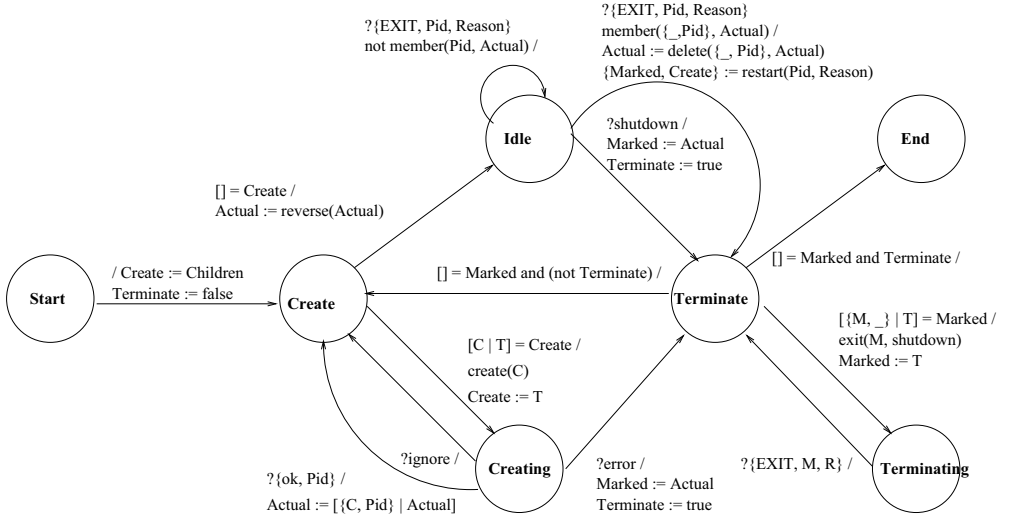 ?{EXIT, Pid, Reason}
not member(Pid, Actual) /
?{EXIT, Pid, Reason}
member({_,Pid}, Actual) /
Actual := delete({_, Pid}, Actual)
{Marked, Create} := restart(Pid, Reason)
Idle
?shutdown /
Marked := Actual
Terminate := true
End
[] = Create /
Actual := reverse(Actual)
Start
/ Create := Children
Terminate := false
Create
[] = Marked and (not Terminate) /
Terminate
[] = Marked and Terminate /
[C | T] = Create /
create(C)
Create := T
[{M, _} | T] = Marked /
exit(M, shutdown)
Marked := T
?{ok, Pid} /
Actual := [{C, Pid} | Actual]
?ignore /
Creating
?error /
Marked := Actual
Terminate := true
?{EXIT, M, R} /
Terminating